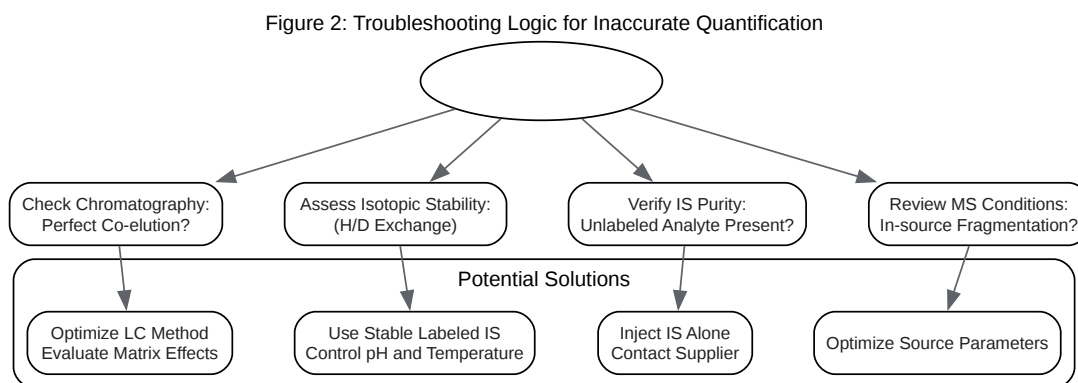 Figure 2: Troubleshooting Logic for Inaccurate Quantification
Check Chromatography:
Perfect Co-elution?
Assess Isotopic Stability:
(H/D Exchange)
Verify IS Purity:
Unlabeled Analyte Present?
Review MS Conditions:
In-source Fragmentation?
Potential Solutions
Optimize LC Method
Evaluate Matrix Effects
Use Stable Labeled IS
Control pH and Temperature
Inject IS Alone
Contact Supplier
Optimize Source Parameters